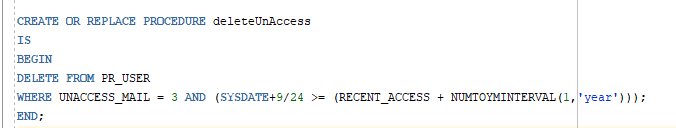 CREATE OR REPLACE PROCEDURE deleteUnAccess
IS
BEGIN
DELETE FROM PR_USER
WHERE UNACCESS_MAIL = 3 AND (SYSDATE+9/24 >= (RECENT_ACCESS + NUMTOYMINTERVAL(1,'year')));
END;